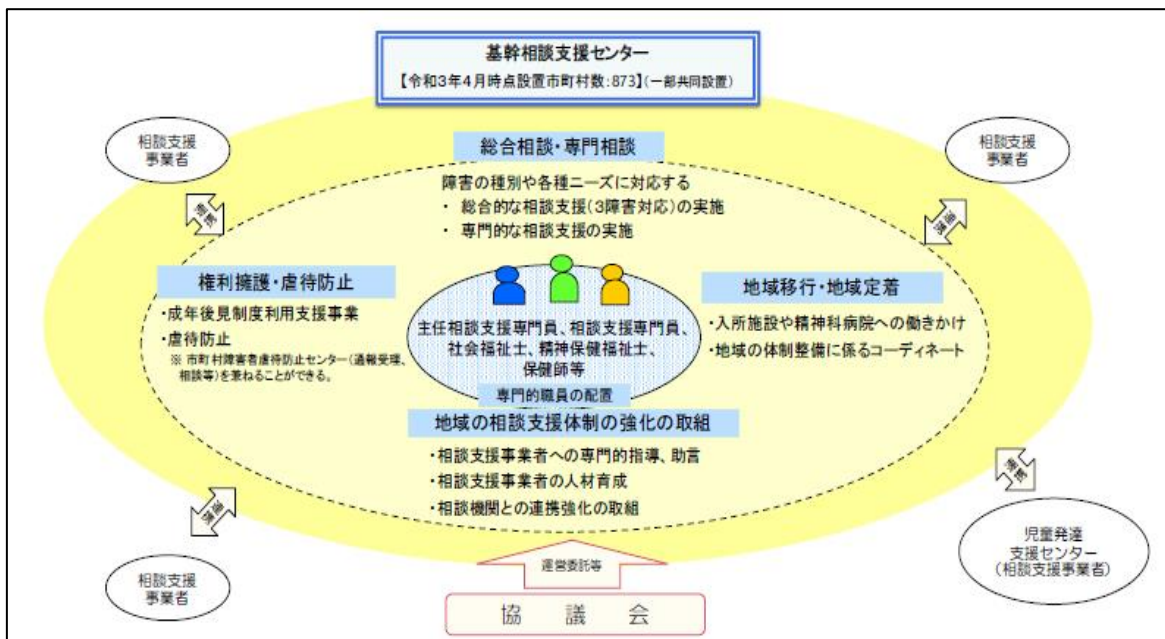 基幹相談支援センター
【令和3年4月時点設置市町村数:873】(一部共同設置)
相談支援
事業者
相談支援
事業者
総合相談・専門相談
障害の種別や各種ニーズに対応する
・ 総合的な相談支援(3障害対応)の実施
・ 専門的な相談支援の実施
連携
連携
権利擁護・虐待防止
・成年後見制度利用支援事業
・虐待防止
※ 市町村障害者虐待防止センター(通報受理、
相談等)を兼ねることができる。
主任相談支援専門員、相談支援専門員、
社会福祉士、精神保健福祉士、
保健師等
専門的職員の配置
地域移行・地域定着
・入所施設や精神科病院への働きかけ
・地域の体制整備に係るコーディネート
地域の相談支援体制の強化の取組
・相談支援事業者への専門的指導、助言
・相談支援事業者の人材育成
・相談機関との連携強化の取組
連携
連携
相談支援
事業者
児童発達
支援センター
(相談支援事業者)
運営委託等
協 議 会